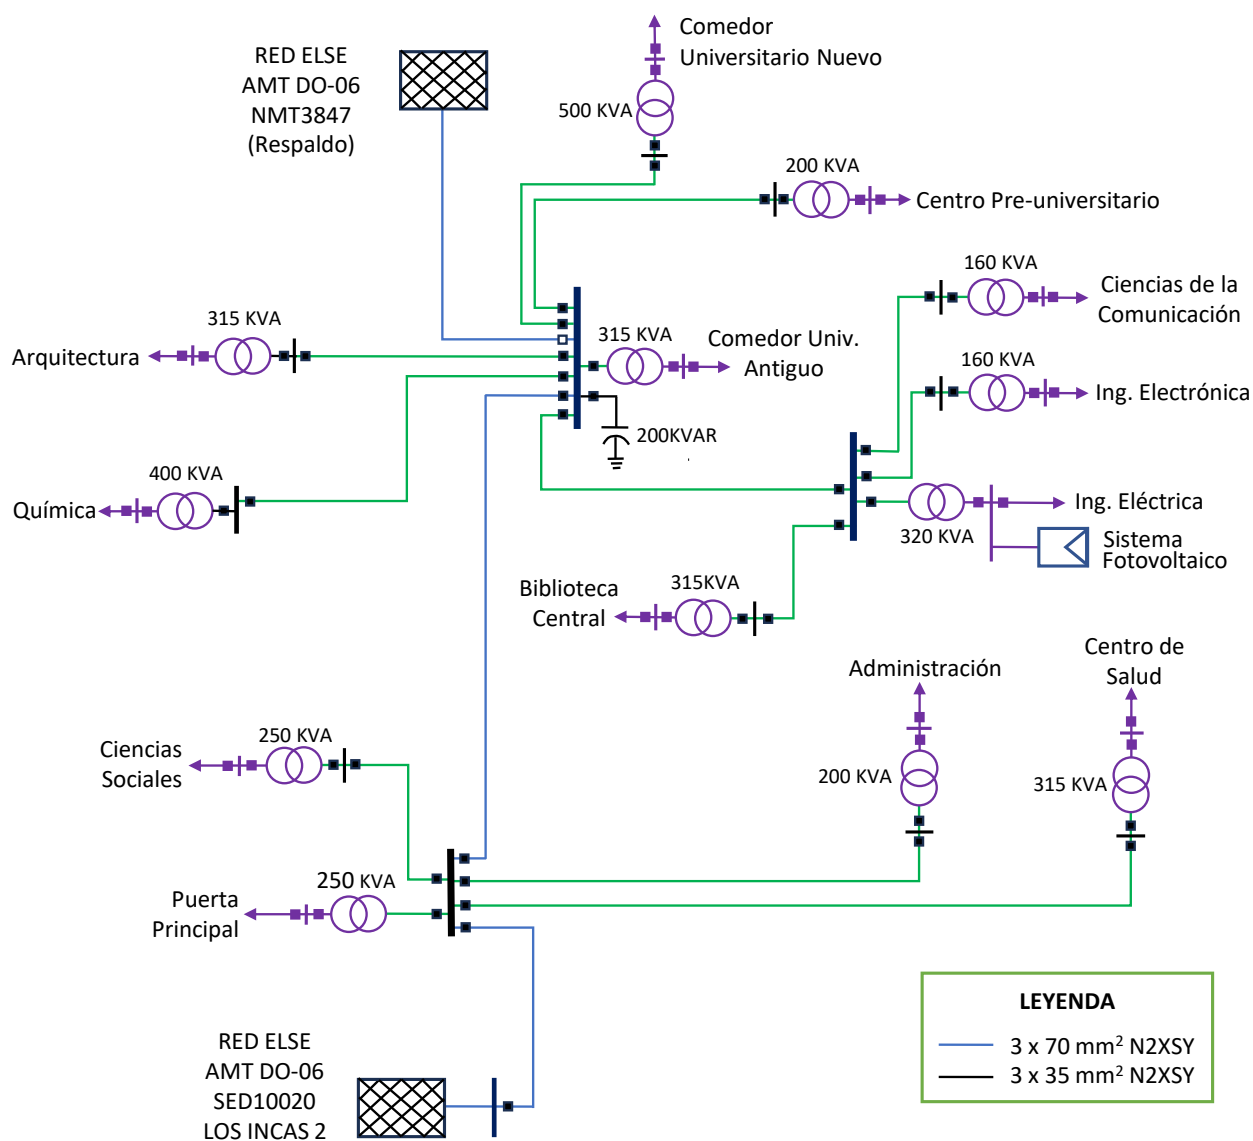 RED ELSE
AMT DO-06
NMT3847
(Respaldo)
Comedor
Universitario Nuevo
500 KVA
200 KVA
Centro Pre-universitario
160 KVA
Ciencias de la
Comunicación
315 KVA
Arquitectura
315 KVA
Comedor Univ.
Antiguo
160 KVA
Ing. Electrónica
200KVAR
400 KVA
Química
Ing. Eléctrica
320 KVA
Sistema
Fotovoltaico
Biblioteca
Central
315KVA
Administración
Centro de
Salud
250 KVA
Ciencias
Sociales
200 KVA
315 KVA
250 KVA
Puerta
Principal
LEYENDA
3 x 70 mm² N2XSY
3 x 35 mm² N2XSY
RED ELSE
AMT DO-06
SED10020
LOS INCAS 2